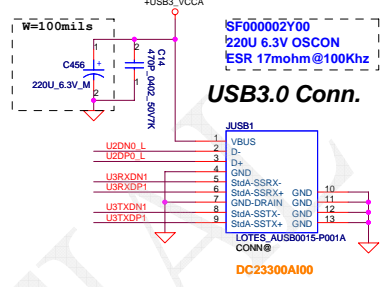 +USB3_VCCA
W=100mils
SF000002Y00
220U 6.3V OSCON
ESR 17mohm@100Khz
1
1
C456
+
C14
470P_0402_50V7K
220U_6.3V_M
2
2
USB3.0 Conn.
JUSB1
1 VBUS
U2DN0_L 2 D-
U2DP0_L 3 D+
4 GND
U3RXDN1 5 StdA-SSRX-
U3RXDP1 6 StdA-SSRX+ GND 10
7 GND-DRAIN GND 11
U3TXDN1 8 StdA-SSTX- GND 12
U3TXDP1 9 StdA-SSTX+ GND 13
LOTES_AUSB0015-P001A
CONN@
DC23300AI00